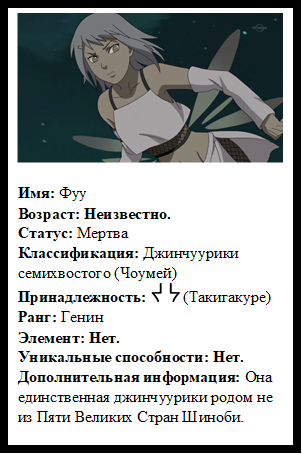 Имя: Фуу
Возраст: Неизвестно.
Статус: Мертва
Классификация: Джинчуурики
семихвостого (Чоумей)
Принадлежность: (Такигакуре)
Ранг: Генин
Элемент: Нет.
Уникальные способности: Нет.
Дополнительная информация: Она
единственная джинчуурики родом не
из Пяти Великих Стран Шиноби.